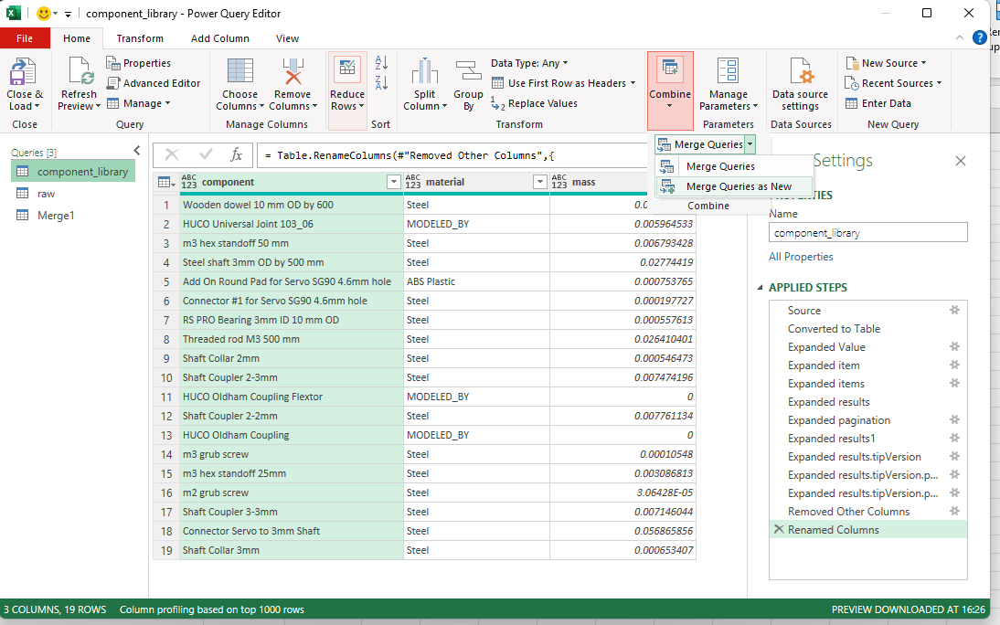 component_library - Power Query Editor
File Home Transform Add Column View
Close & Load
Close
Refresh Preview
Properties
Advanced Editor
Manage
Query
Choose Columns
Remove Columns
Manage Columns
Reduce Rows
A Z
Z A
Sort
Split Column
Group By
Data Type: Any
Use First Row as Headers
Replace Values
Transform
Combine
Manage Parameters
Parameters
Data source settings
Data Sources
New Source
Recent Sources
Enter Data
New Query
Queries [3]
component_library
raw
Merge1
fx = Table.RenameColumns(#"Removed Other Columns",{
Merge Queries
Merge Queries
Merge Queries as New
Combine
ABC 123 component ABC 123 material ABC 123 mass
1 Wooden dowel 10 mm OD by 600 Steel
2 HUCO Universal Joint 103_06 MODELED_BY 0.005964533
3 m3 hex standoff 50 mm Steel 0.006793428
4 Steel shaft 3mm OD by 500 mm Steel 0.02774419
5 Add On Round Pad for Servo SG90 4.6mm hole ABS Plastic 0.000753765
6 Connector #1 for Servo SG90 4.6mm hole Steel 0.000197727
7 RS PRO Bearing 3mm ID 10 mm OD Steel 0.000557613
8 Threaded rod M3 500 mm Steel 0.026410401
9 Shaft Collar 2mm Steel 0.000546473
10 Shaft Coupler 2-3mm Steel 0.007474196
11 HUCO Oldham Coupling Flextor MODELED_BY 0
12 Shaft Coupler 2-2mm Steel 0.007761134
13 HUCO Oldham Coupling MODELED_BY 0
14 m3 grub screw Steel 0.00010548
15 m3 hex standoff 25mm Steel 0.003086813
16 m2 grub screw Steel 3.06428E-05
17 Shaft Coupler 3-3mm Steel 0.007146044
18 Connector Servo to 3mm Shaft Steel 0.056865856
19 Shaft Collar 3mm Steel 0.000653407
Settings
Name
component_library
All Properties
APPLIED STEPS
Source
Converted to Table
Expanded Value
Expanded item
Expanded items
Expanded results
Expanded pagination
Expanded results1
Expanded results.tipVersion
Expanded results.tipVersion.p...
Expanded results.tipVersion.p...
Removed Other Columns
Renamed Columns
3 COLUMNS, 19 ROWS Column profiling based on top 1000 rows PREVIEW DOWNLOADED AT 16:26